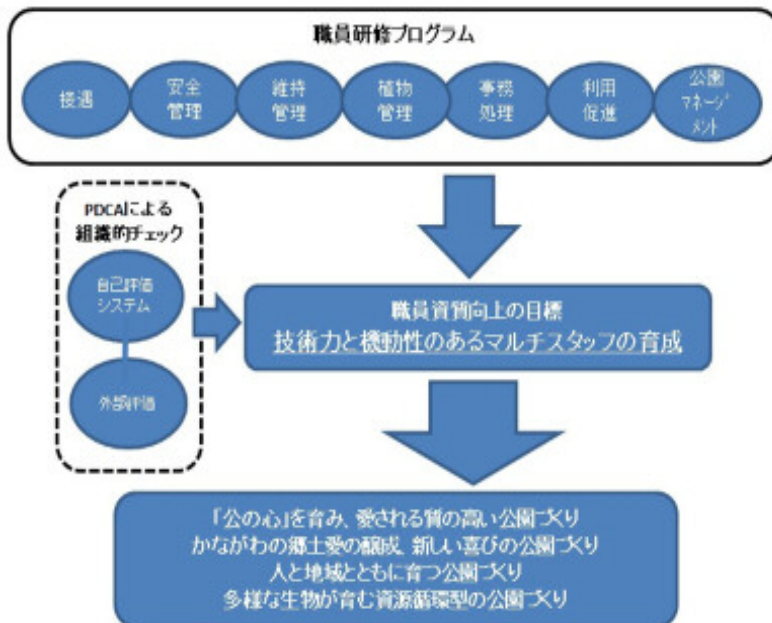 職員研修プログラム
接遇
安全
管理
維持
管理
植物
管理
事務
処理
利用
促進
公園
マネージ
メント
PDCAによる
組織的チェック
自己評価
システム
外部評価
職員資質向上の目標
技術力と機動性のあるマルチスタッフの育成
「公の心」を育み、愛される質の高い公園づくり
かながわの郷土愛の醸成、新しい喜びの公園づくり
人と地域とともに育つ公園づくり
多様な生物が育む資源循環型の公園づくり